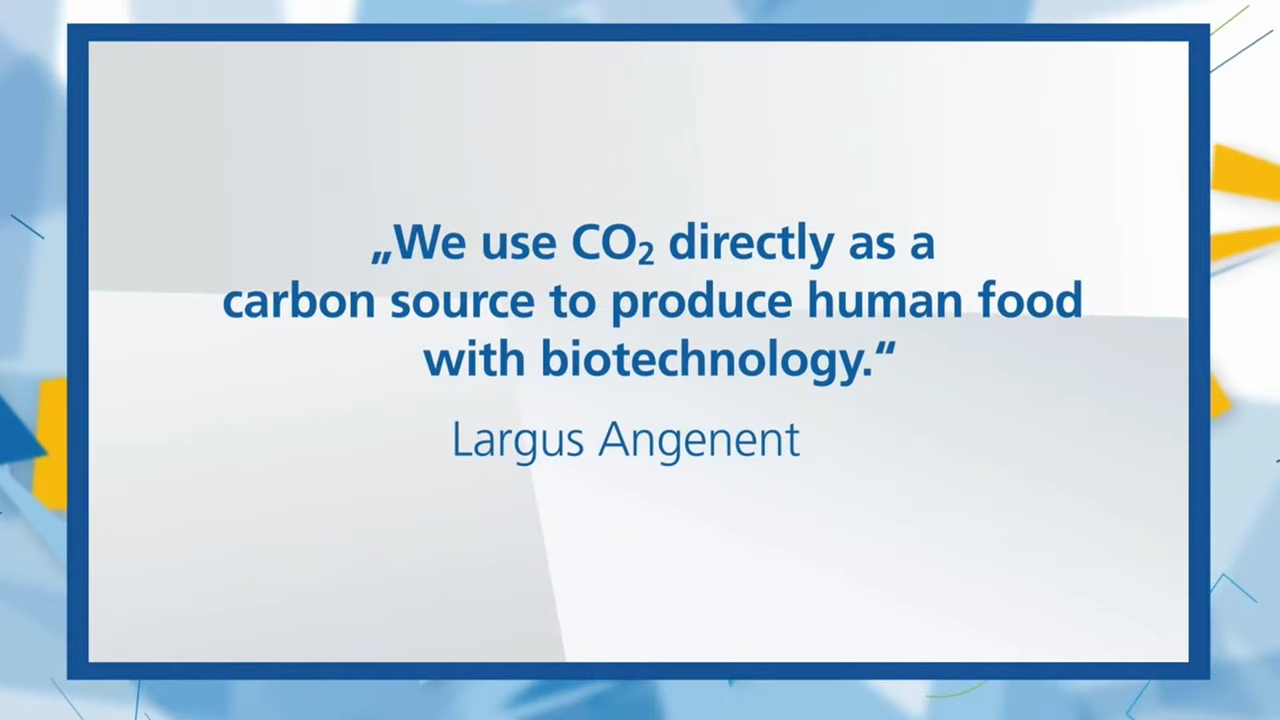 „We use CO₂ directly as a
carbon source to produce human food
with biotechnology.“
Largus Angenent